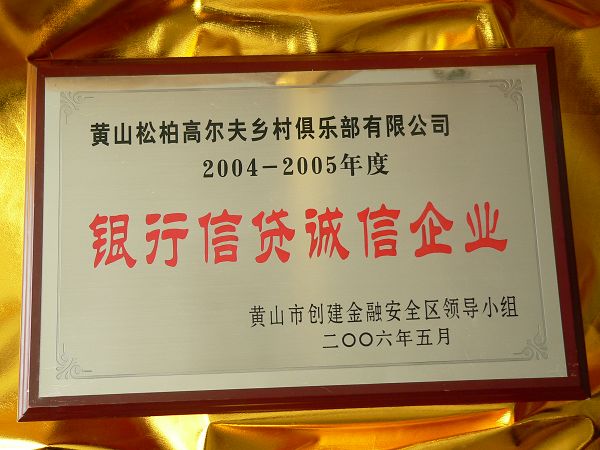 黄山松柏高尔夫乡村俱乐部有限公司
2004-2005年度
银行信贷诚信企业
黄山市创建金融安全区领导小组
二〇〇六年五月